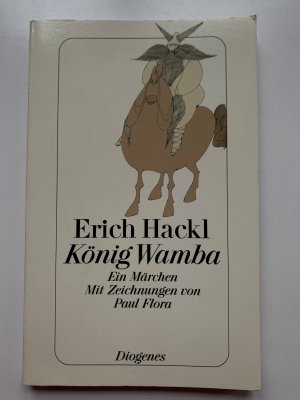 Erich Hackl
König Wamba
Ein Märchen
Mit Zeichnungen von
Paul Flora
Diogenes